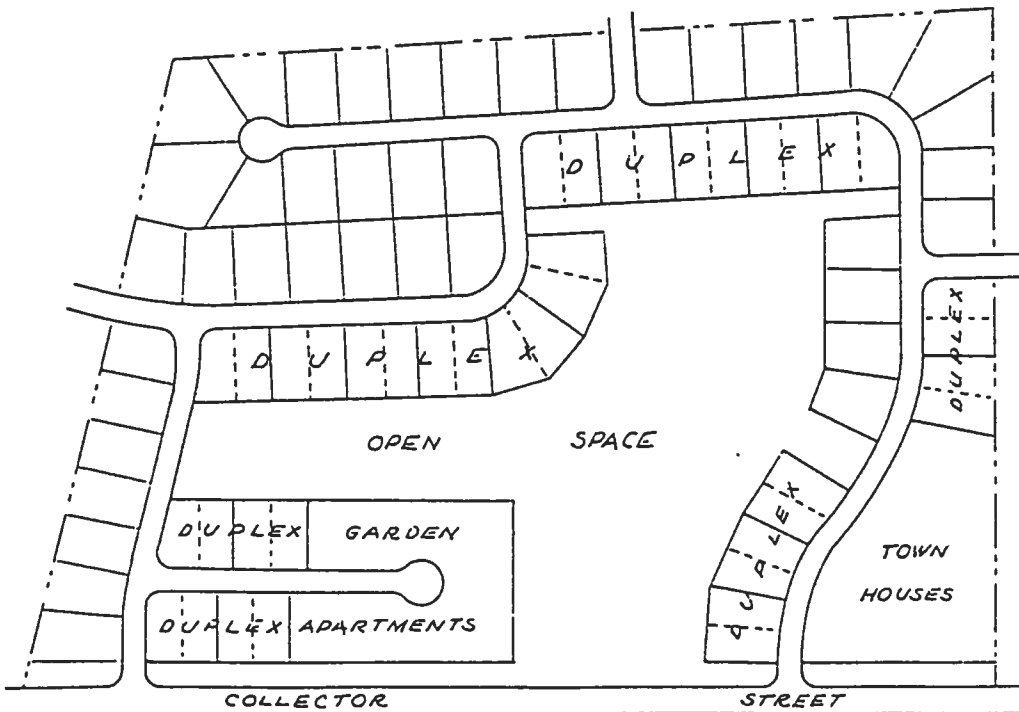 DUPLEX
DUPLEX
DUPLEX
OPEN SPACE
DUPLEX
DUPLEX GARDEN
TOWN
HOUSES
DUPLEX APARTMENTS
COLLECTOR STREET